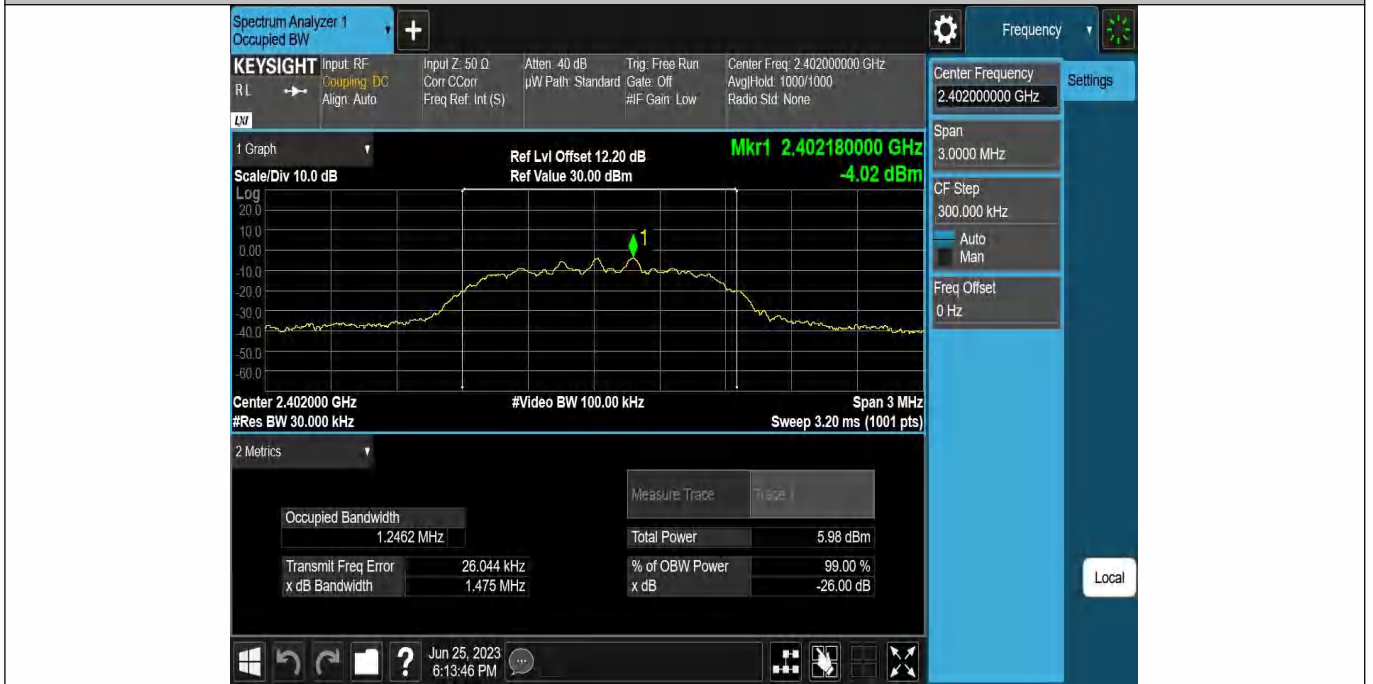 Spectrum Analyzer 1
Occupied BW
+
Frequency
KEYSIGHT
R L
LXI
Input: RF
Coupling: DC
Align: Auto
Input Z: 50 Ω
Corr CCorr
Freq Ref: Int (S)
Atten: 40 dB
µW Path: Standard
Trig: Free Run
Gate: Off
#IF Gain: Low
Center Freq: 2.402000000 GHz
Avg|Hold: 1000/1000
Radio Std: None
Center Frequency
2.402000000 GHz
Settings
Span
3.0000 MHz
CF Step
300.000 kHz
Auto
Man
Freq Offset
0 Hz
Local
1 Graph
Scale/Div 10.0 dB
Ref Lvl Offset 12.20 dB
Ref Value 30.00 dBm
Mkr1 2.402180000 GHz
-4.02 dBm
Log
20.0
10.0
0.00
-10.0
-20.0
-30.0
-40.0
-50.0
-60.0
1
Center 2.402000 GHz
#Video BW 100.00 kHz
Span 3 MHz
#Res BW 30.000 kHz
Sweep 3.20 ms (1001 pts)
2 Metrics
Measure Trace
Trace 1
Occupied Bandwidth
1.2462 MHz
Total Power
5.98 dBm
Transmit Freq Error
26.044 kHz
% of OBW Power
99.00 %
x dB Bandwidth
1.475 MHz
x dB
-26.00 dB
?
Jun 25, 2023
6:13:46 PM